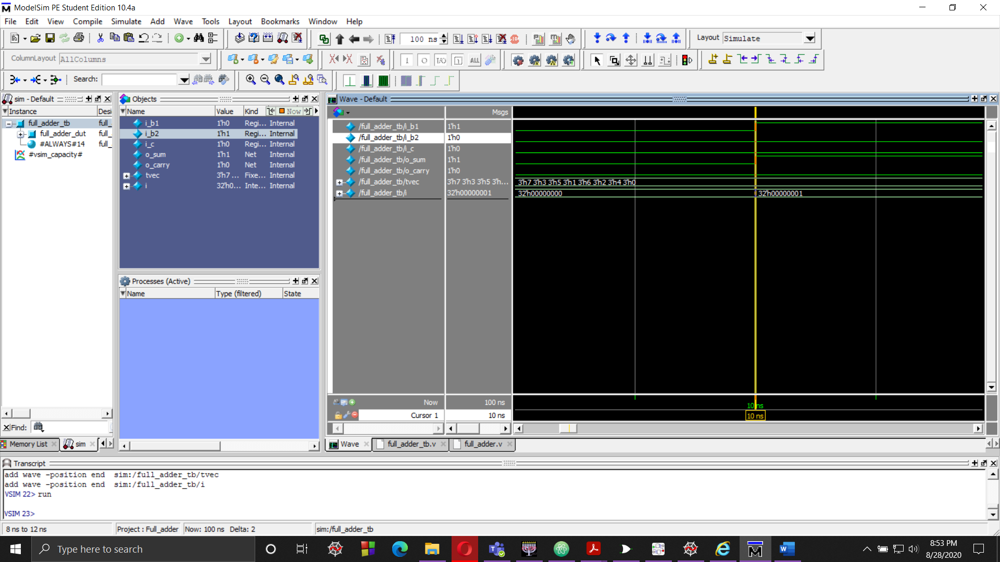 ModelSim PE Student Edition 10.4a
File Edit View Compile Simulate Add Wave Tools Layout Bookmarks Window Help
100 ns
Layout Simulate
ColumnLayout AllColumns
I/O ALL
Search:
sim - Default
Instance Desi
full_adder_tb full_
full_adder_dut full_
#ALWAYS#14 full_
#vsim_capacity#
Find:
Memory List
sim
Objects
Name Value Kind Now
i_b1 1'h0 Regi... Internal
i_b2 1'h1 Regi... Internal
i_c 1'h0 Regi... Internal
o_sum 1'h1 Net Internal
o_carry 1'h0 Net Internal
tvec 3'h7 ... Fixe... Internal
i 32'h0... Inte... Internal
Processes (Active)
Name Type (filtered) State
Wave - Default
Msgs
/full_adder_tb/i_b1 1'h1
/full_adder_tb/i_b2 1'h0
/full_adder_tb/i_c 1'h0
/full_adder_tb/o_sum 1'h1
/full_adder_tb/o_carry 1'h0
/full_adder_tb/tvec 3'h7 3'h3 3'h5 3'h... 3'h7 3'h3 3'h5 3'h1 3'h6 3'h2 3'h4 3'h0
/full_adder_tb/i 32'h00000001 32'h00000000 32'h00000001
Now 100 ns 10 ns
Cursor 1 10 ns 10 ns
Wave full_adder_tb.v full_adder.v
Transcript
add wave -position end sim:/full_adder_tb/tvec
add wave -position end sim:/full_adder_tb/i
VSIM 22> run
VSIM 23>
8 ns to 12 ns Project : Full_adder Now: 100 ns Delta: 2 sim:/full_adder_tb
Type here to search
8:53 PM
8/28/2020